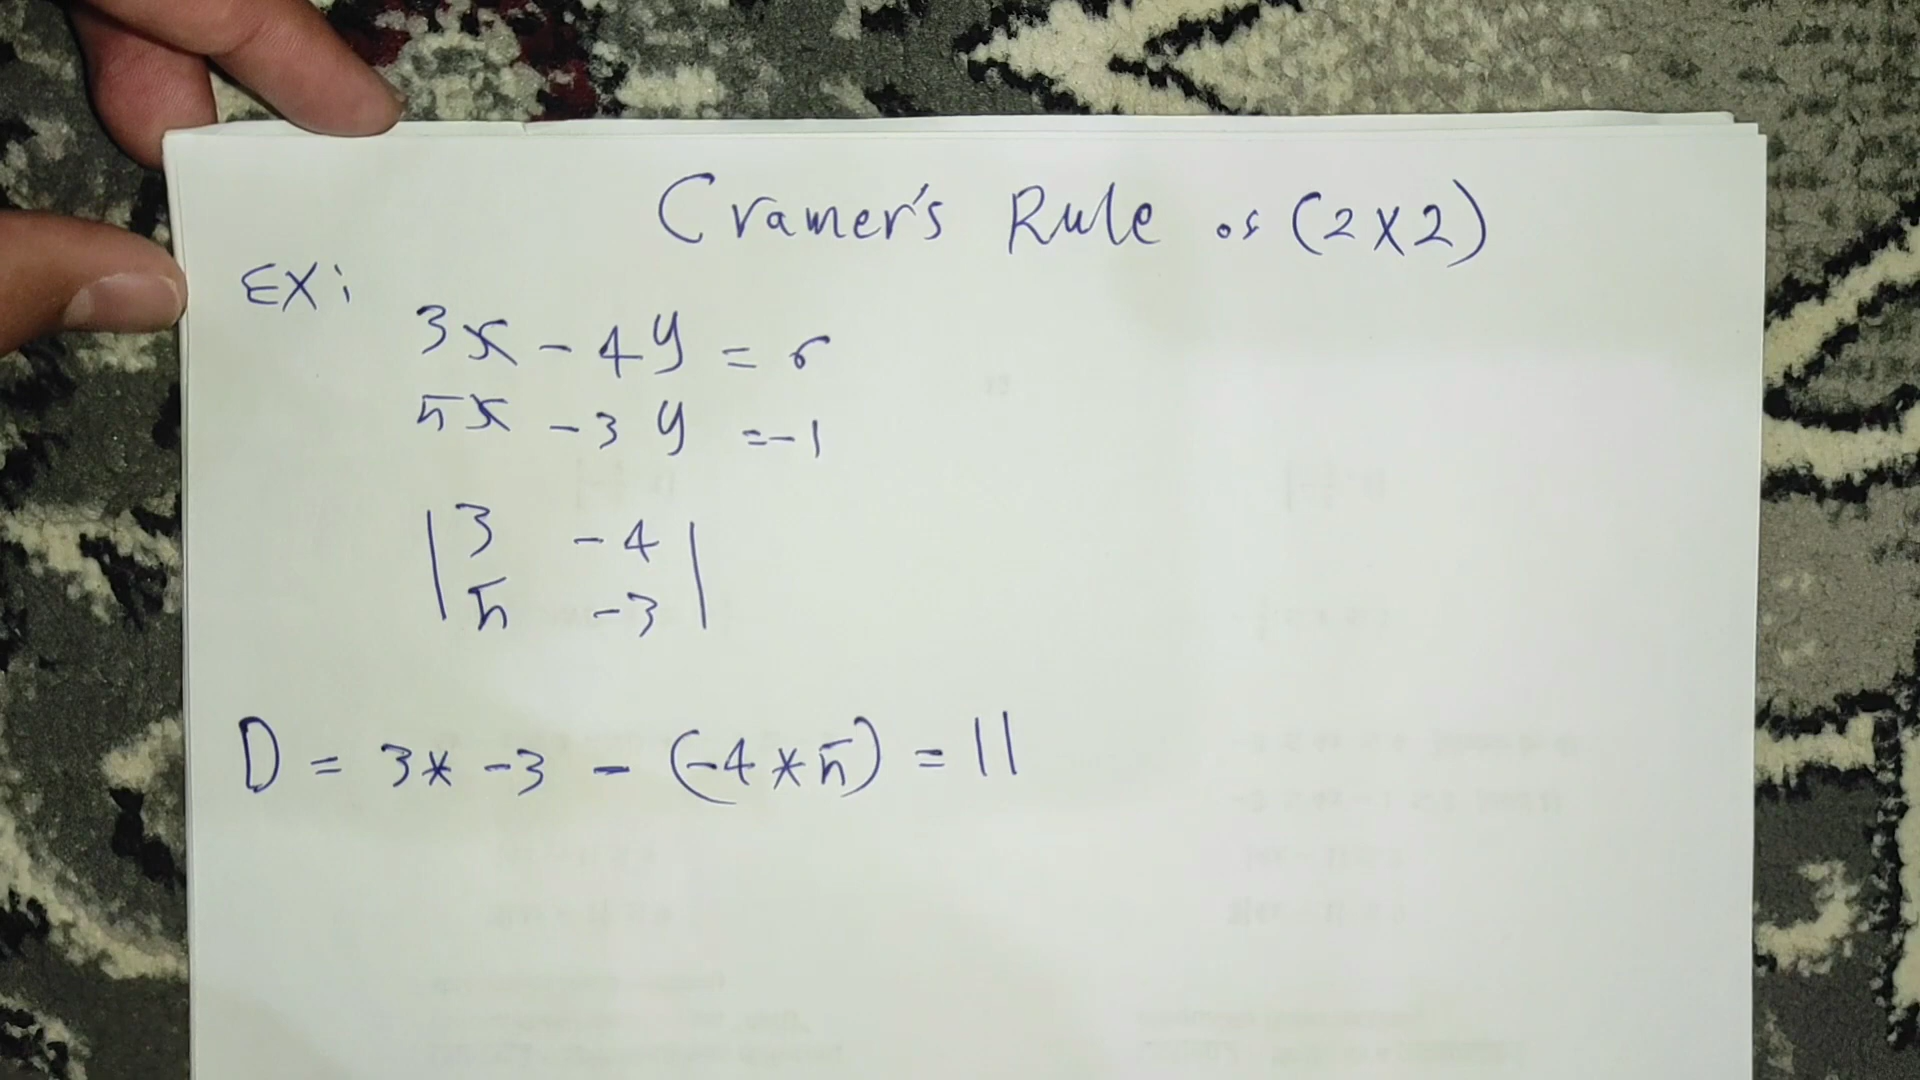 Cramer's Rule of (2x2)
EX:
3x - 4y = 6
5x - 3y = -1
|3 -4|
|5 -3|
D = 3* -3 - (-4 * 5) = 11